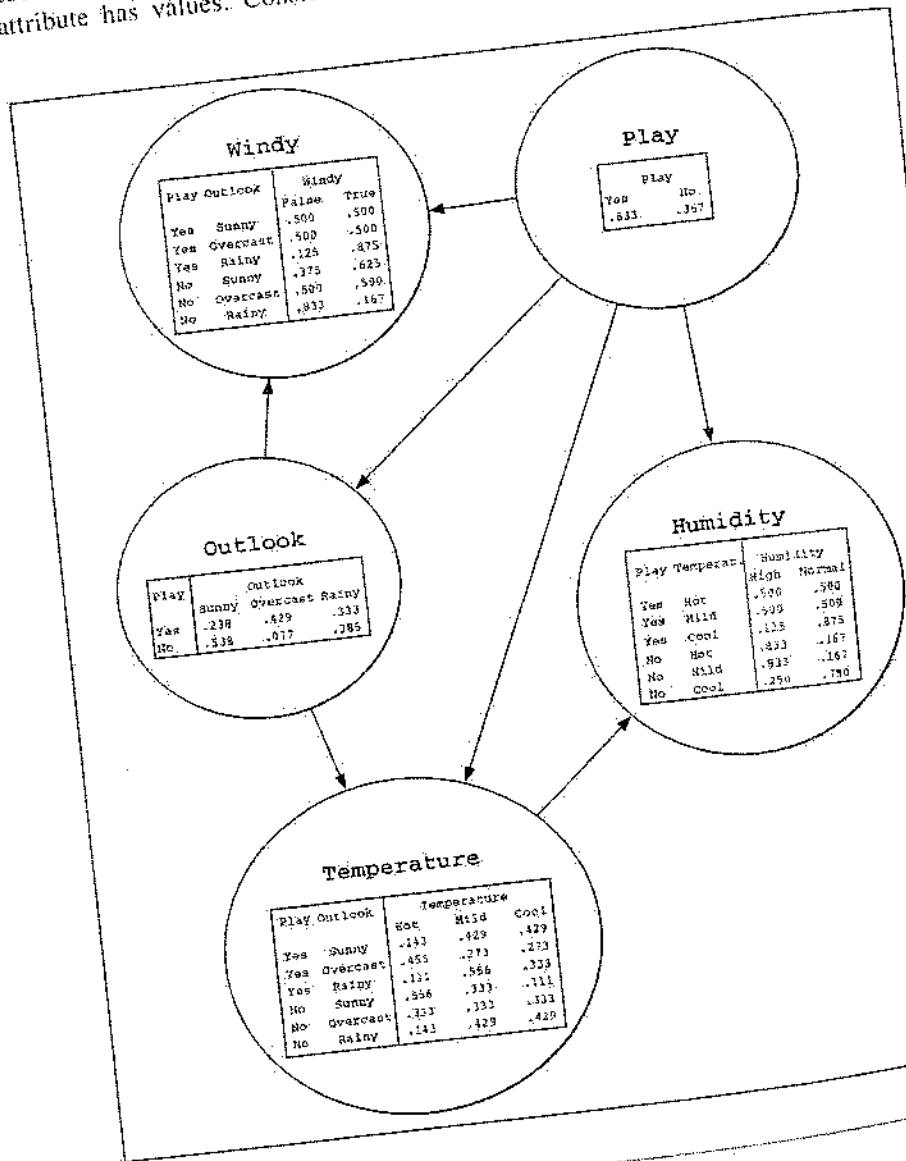 attribute has values.
Windy
Play Outlook Windy
False True
Yes Sunny .500 .500
Yes Overcast .500 .500
Yes Rainy .125 .875
No Sunny .375 .625
No Overcast .500 .500
No Rainy .833 .167
Play
Play
Yes No.
.633 .367
Outlook
Play Outlook
Sunny Overcast Rainy
Yes .238 .429 .333
No. .538 .077 .385
Humidity
Play Temperat. Humidity
High Normal
Yes Hot .500 .500
Yes Mild .500 .500
Yes Cool .125 .875
No Hot .833 .167
No Mild .833 .167
No Cool .250 .750
Temperature
Play Outlook Temperature
Hot Mild Cool
Yes Sunny .143 .429 .429
Yes Overcast .455 .273 .273
Yes Rainy .111 .556 .333
No Sunny .556 .333 .111
No Overcast .333 .333 .333
No Rainy .143 .429 .429